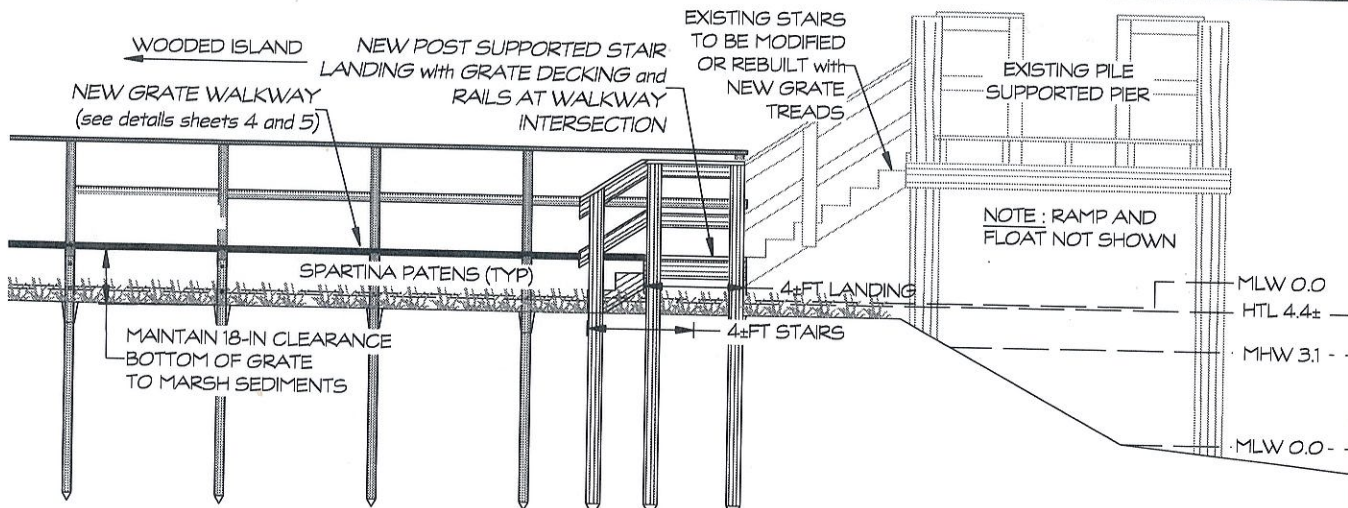 WOODED ISLAND
NEW GRATE WALKWAY
(see details sheets 4 and 5)
NEW POST SUPPORTED STAIR
LANDING with GRATE DECKING and
RAILS AT WALKWAY
INTERSECTION
EXISTING STAIRS
TO BE MODIFIED
OR REBUILT with
NEW GRATE
TREADS
EXISTING PILE
SUPPORTED PIER
NOTE : RAMP AND
FLOAT NOT SHOWN
SPARTINA PATENS (TYP)
4±FT LANDING
4±FT STAIRS
MAINTAIN 18-IN CLEARANCE
BOTTOM OF GRATE
TO MARSH SEDIMENTS
MLW 0.0
HTL 4.4±
MHW 3.1
MLW 0.0